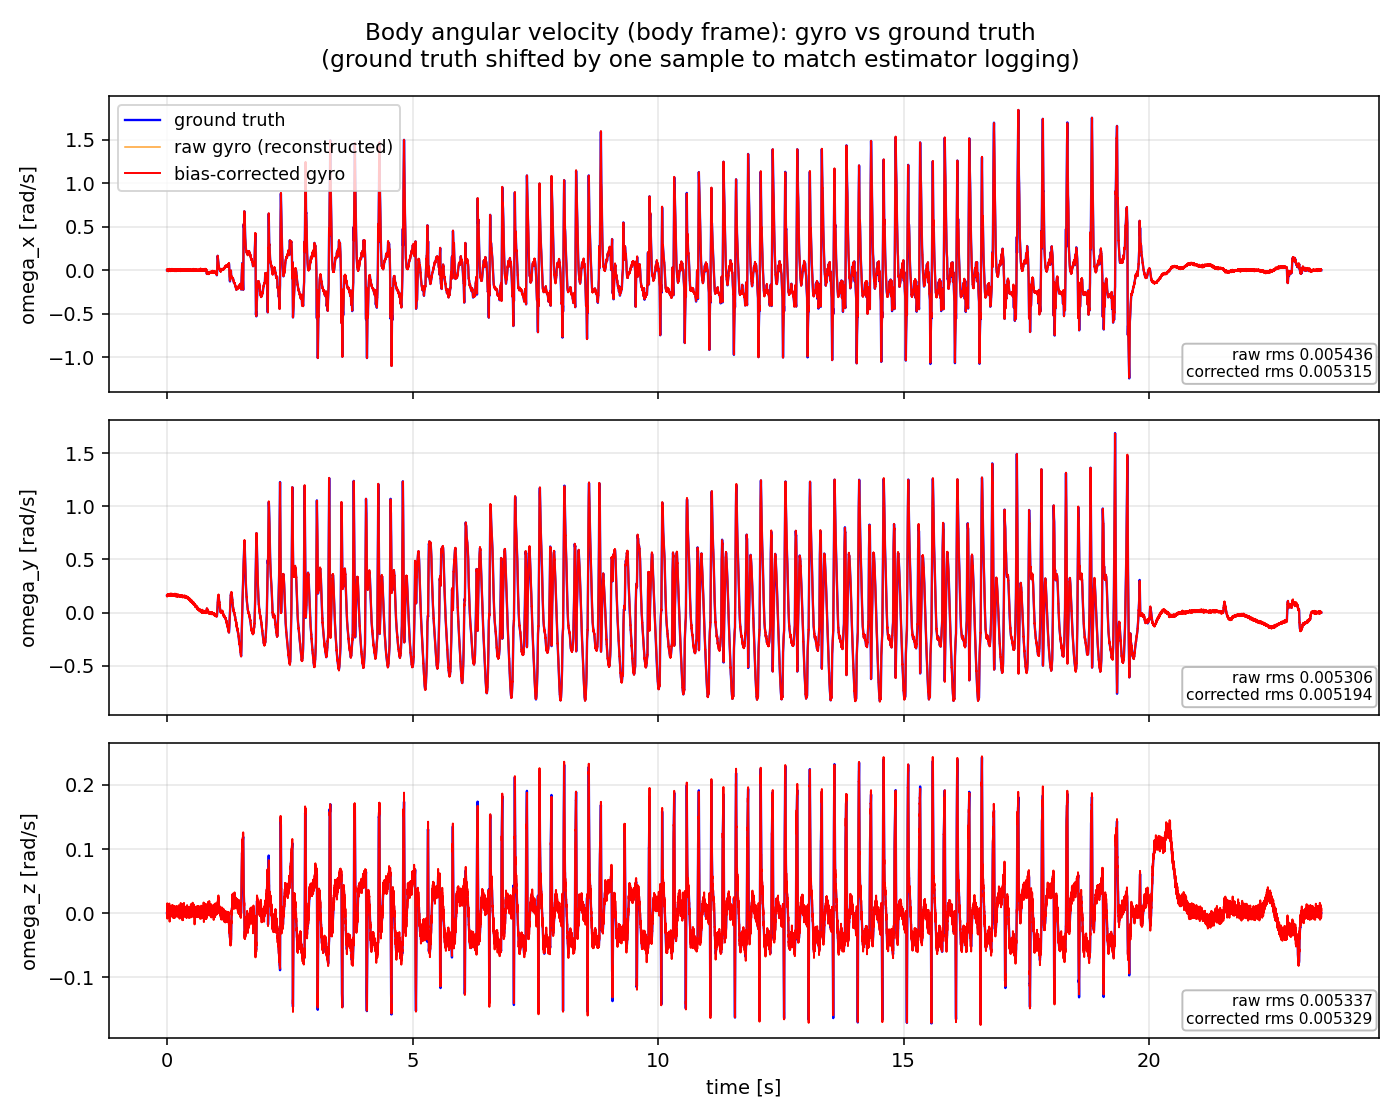 Body angular velocity (body frame): gyro vs ground truth
(ground truth shifted by one sample to match estimator logging)
omega_x [rad/s]
1.5
1.0
0.5
0.0
−0.5
−1.0
ground truth
raw gyro (reconstructed)
bias-corrected gyro
raw rms 0.005436
corrected rms 0.005315
omega_y [rad/s]
1.5
1.0
0.5
0.0
−0.5
raw rms 0.005306
corrected rms 0.005194
omega_z [rad/s]
0.2
0.1
0.0
−0.1
raw rms 0.005337
corrected rms 0.005329
0 5 10 15 20
time [s]